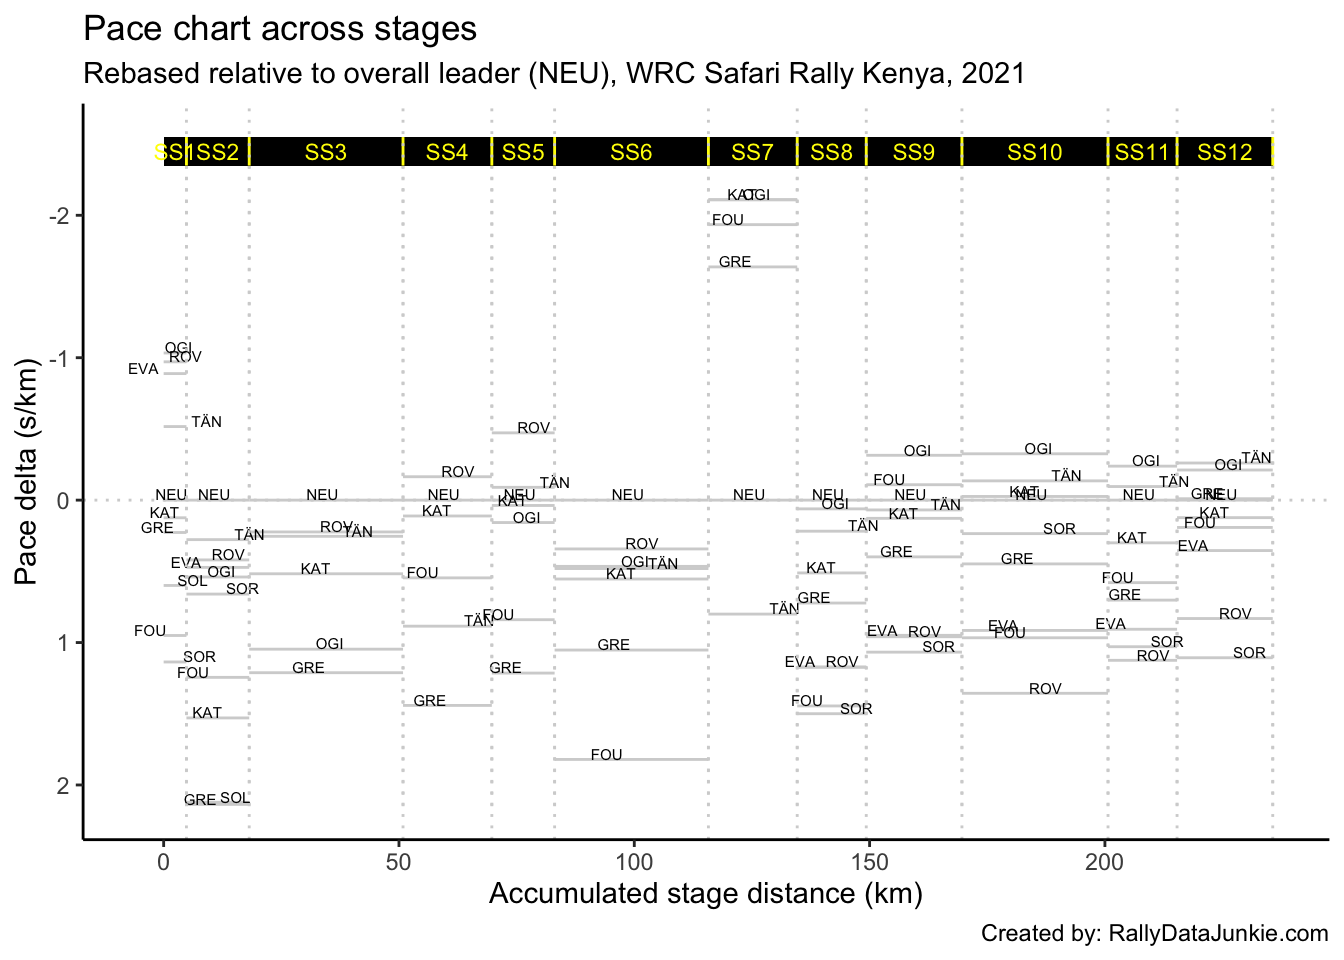 Pace chart across stages
Rebased relative to overall leader (NEU), WRC Safari Rally Kenya, 2021
SS1 SS2 SS3 SS4 SS5 SS6 SS7 SS8 SS9 SS10 SS11 SS12
KAT OGI
-2
FOU
GRE
OGI
-1 ROV
EVA
TÄN
ROV
ROV
OGI OGI OGI TÄN
OGI
TÄN FOU TÄN TÄN
0 NEU NEU NEU NEU NEU NEU NEU NEU NEU KAT NEU NEU GRE NEU
KAT KAT KAT OGI KAT TÄN KAT
GRE TÄN ROV TÄN OGI TÄN SOR FOU
EVA ROV ROV KAT EVA
SOL OGI KAT FOU OGI TÄN KAT KAT GRE GRE FOU
SOR GRE GRE
FOU TÄN FOU TÄN EVA ROV EVA FOU EVA ROV
1
SOR OGI GRE SOR SOR SOR
FOU GRE GRE EVA ROV ROV
KAT GRE FOU SOR ROV
FOU
2
GRE SOL
0 50 100 150 200
Pace delta (s/km)
Accumulated stage distance (km)
Created by: RallyDataJunkie.com